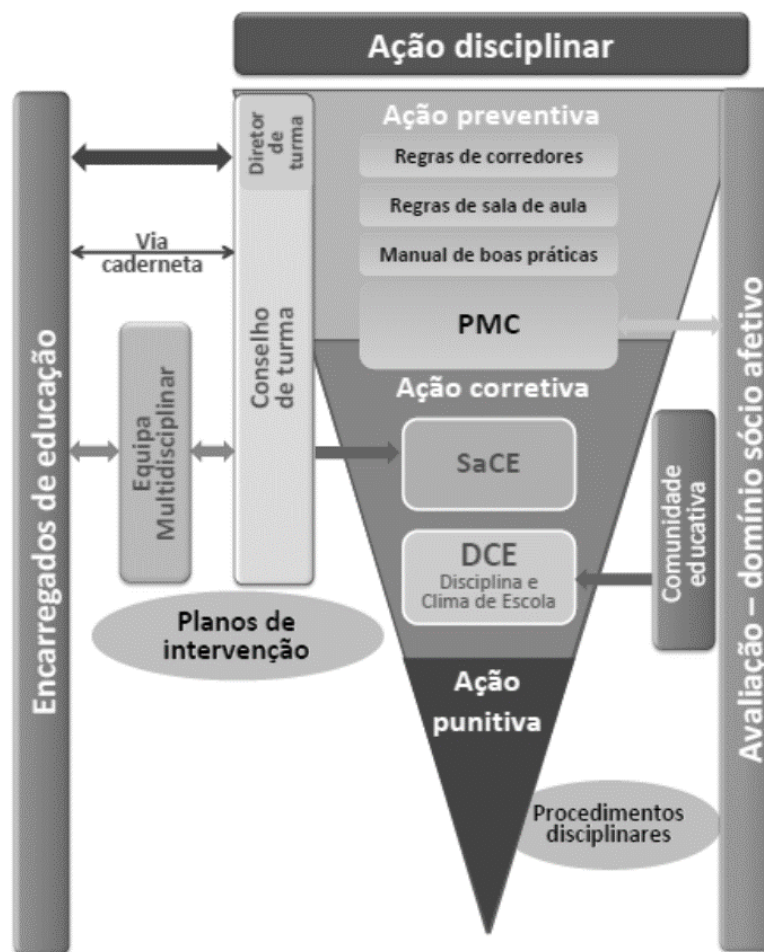 Ação disciplinar
Encarregados de educação
Diretor
de
turma
Via
caderneta
Conselho
de turma
Equipa
Multidisciplinar
Planos de
intervenção
Ação preventiva
Regras de corredores
Regras de sala de aula
Manual de boas práticas
PMC
Ação corretiva
SaCE
DCE
Disciplina e
Clima de Escola
Ação
punitiva
Comunidade
educativa
Procedimentos
disciplinares
Avaliação – domínio sócio afetivo